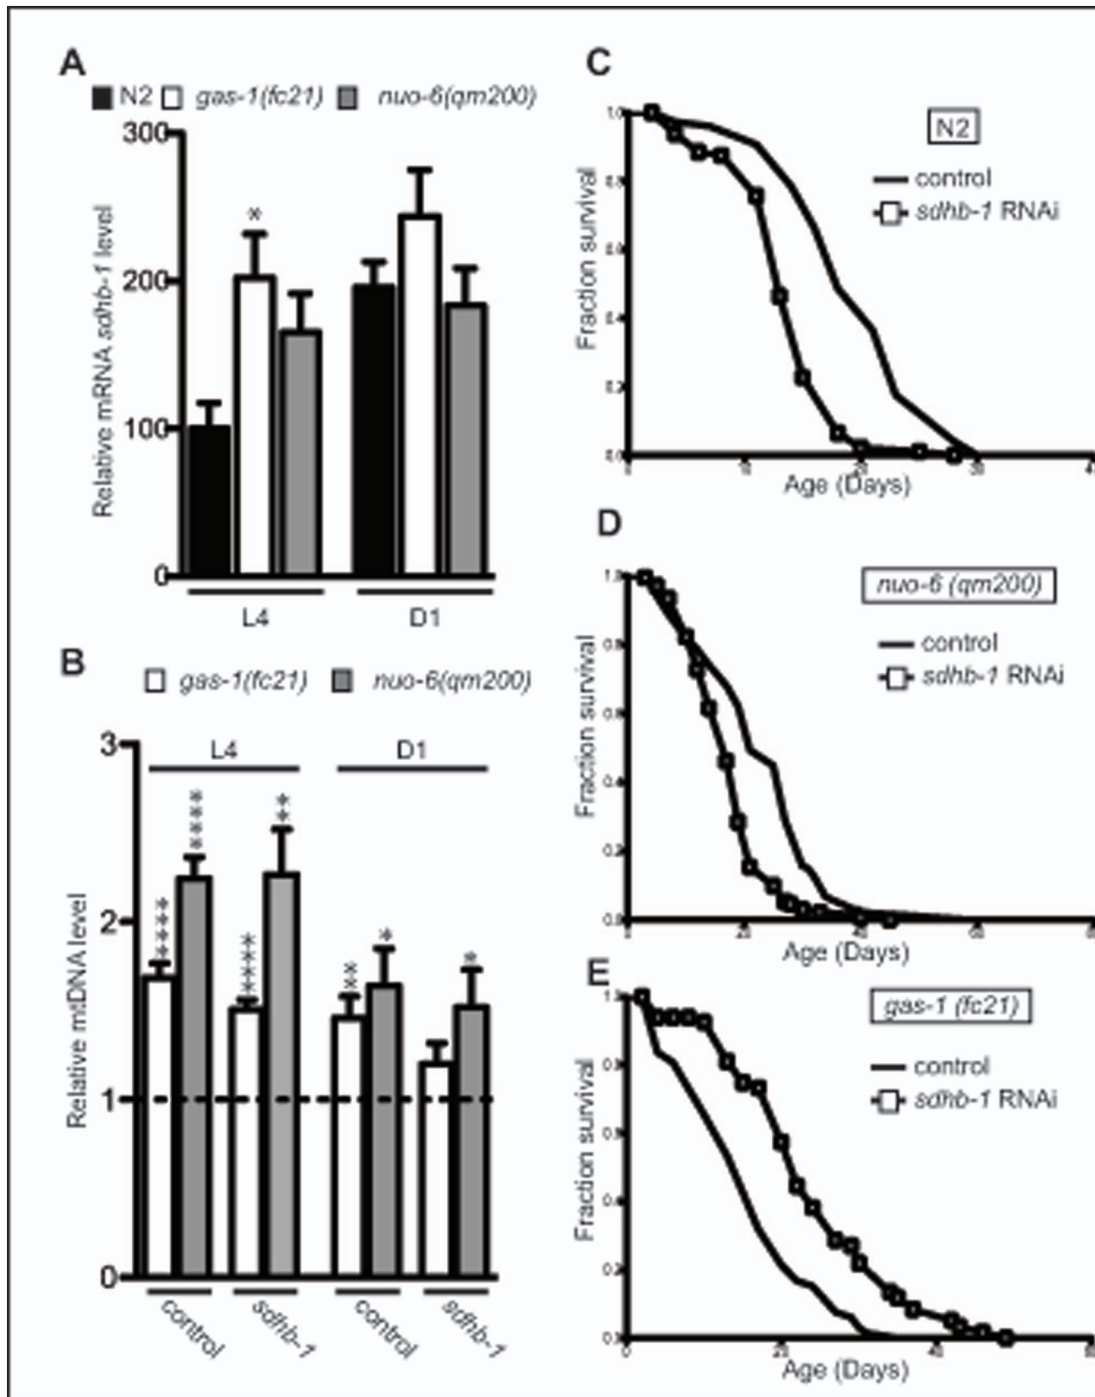 A
N2 gas-1(fc21) nuo-6(qm200)
Relative mRNA sdhb-1 level
300
200
100
0
L4 D1
*
B
gas-1(fc21) nuo-6(qm200)
Relative mtDNA level
3
2
1
0
L4 D1
**** **** **** ** ** * *
control sdhb-1 control sdhb-1
C
N2
control
sdhb-1 RNAi
Fraction survival
Age (Days)
D
nuo-6 (qm200)
control
sdhb-1 RNAi
Fraction survival
Age (Days)
E
gas-1 (fc21)
control
sdhb-1 RNAi
Fraction survival
Age (Days)